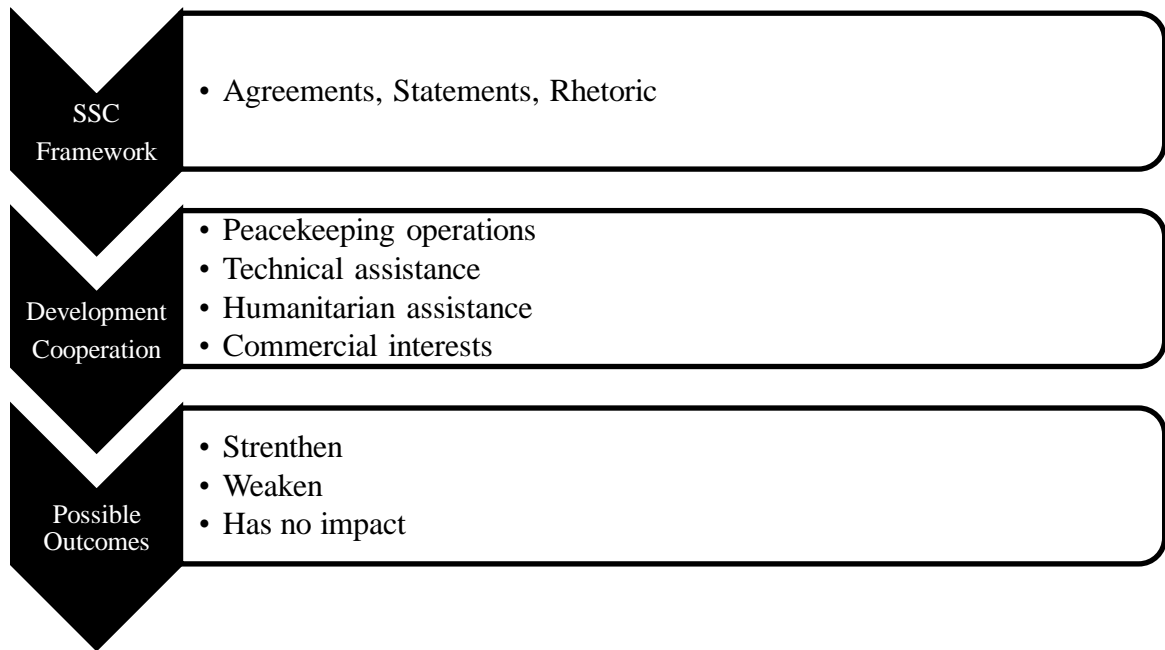 SSC
Framework
• Agreements, Statements, Rhetoric
Development
Cooperation
• Peacekeeping operations
• Technical assistance
• Humanitarian assistance
• Commercial interests
Possible
Outcomes
• Strenthen
• Weaken
• Has no impact